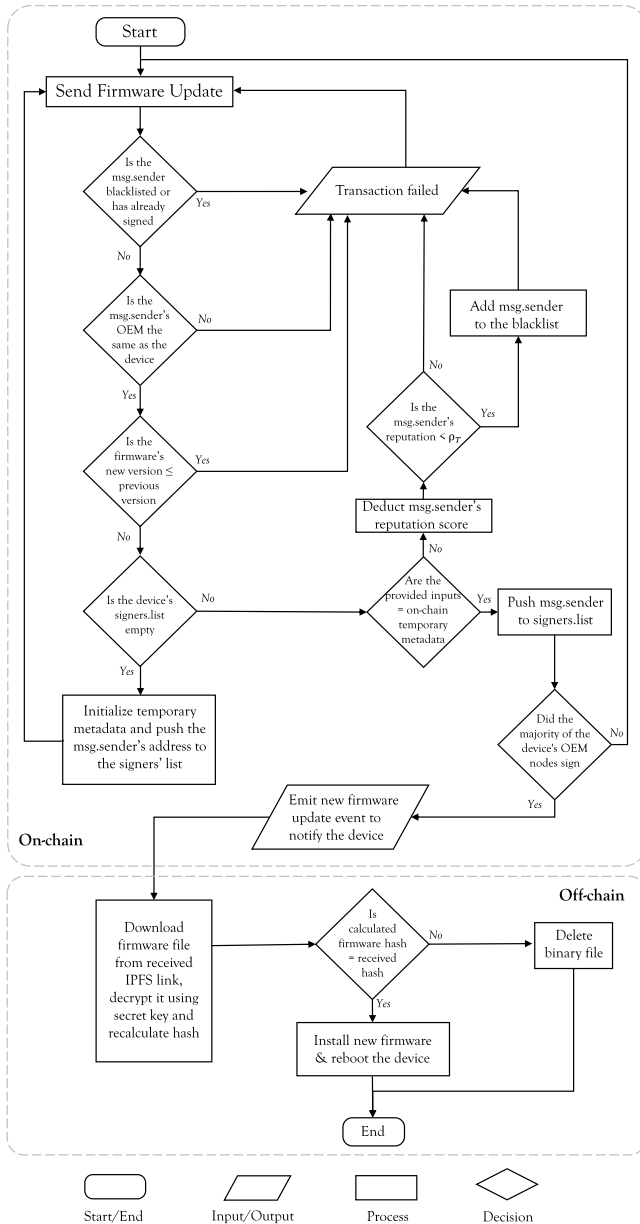 Start
Send Firmware Update
Is the
msg.sender
blacklisted or
has already
signed
Yes
Transaction failed
No
Is the
msg.sender's
OEM the
same as the
device
No
Add msg.sender
to the blacklist
Yes
No
Is the
msg.sender's
reputation < ρT
Yes
Is the
firmware's
new version ≤
previous
version
Yes
No
Deduct msg.sender's
reputation score
No
Is the device's
signers.list
empty
No
Are the
provided inputs
= on-chain
temporary
metadata
Yes
Push msg.sender
to signers.list
Yes
Initialize temporary
metadata and push the
msg.sender's address to
the signers' list
Did the
majority of the
device's OEM
nodes sign
No
Yes
Emit new firmware
update event to
notify the device
On-chain
Off-chain
Download
firmware file
from received
IPFS link,
decrypt it using
secret key and
recalculate hash
Is
calculated
firmware hash
= received
hash
No
Delete
binary file
Yes
Install new firmware
& reboot the device
End
Start/End
Input/Output
Process
Decision